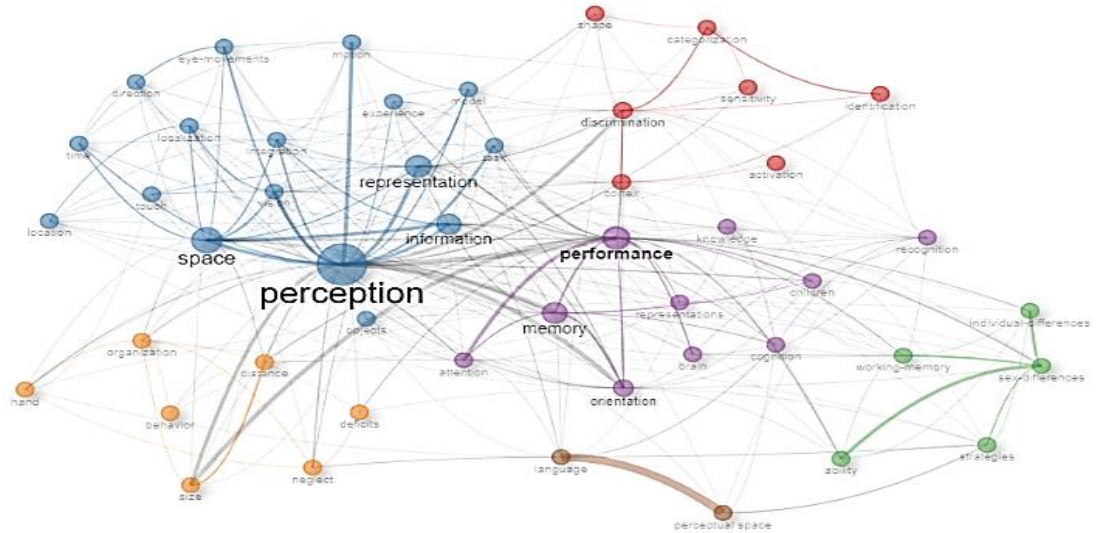 shape
categorization
eye-movements
motion
direction
model
sensitivity
identification
experience
discrimination
localization
time
integration
task
activation
representation
cortex
touch
vision
location
knowledge
information
recognition
performance
space
children
perception
representations
individual-differences
objects
memory
organization
cognition
attention
brain
working-memory
distance
sex-differences
hand
orientation
behavior
deficits
strategies
language
ability
neglect
size
perceptual space